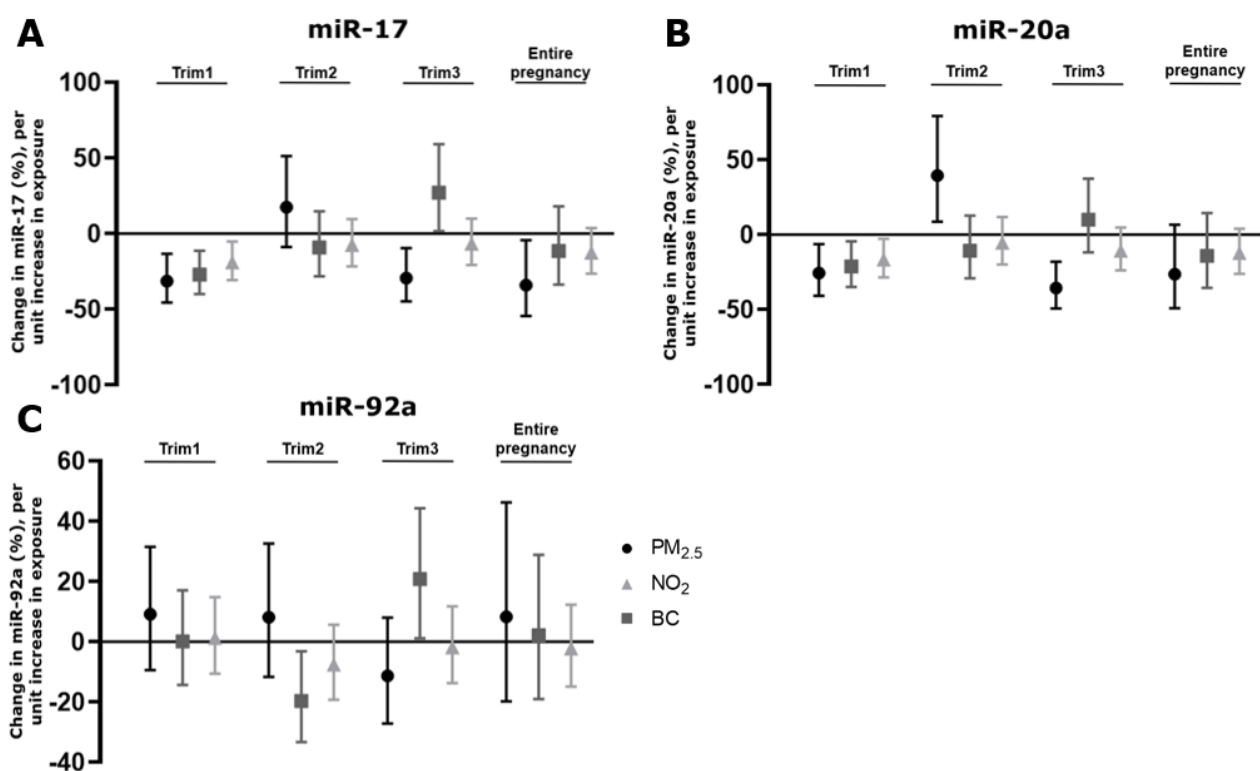 A
miR-17
Trim1
Trim2
Trim3
Entire
pregnancy
Change in miR-17 (%), per
unit increase in exposure
100
50
0
-50
-100
B
miR-20a
Trim1
Trim2
Trim3
Entire
pregnancy
Change in miR-20a (%), per
unit increase in exposure
100
50
0
-50
-100
C
miR-92a
Trim1
Trim2
Trim3
Entire
pregnancy
Change in miR-92a (%), per
unit increase in exposure
60
40
20
0
-20
-40
PM2.5
NO2
BC